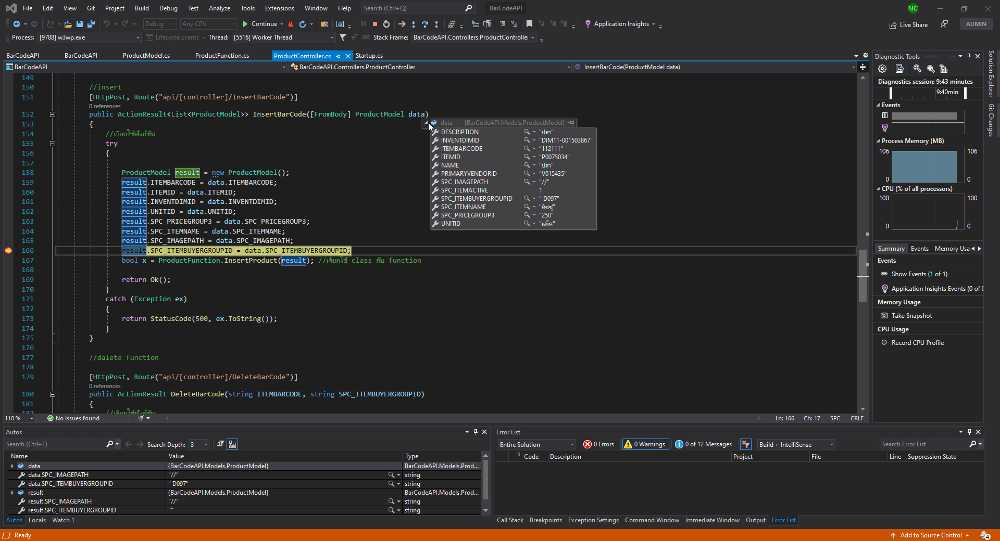 File Edit View Git Project Build Debug Test Analyze Tools Extensions Window Help Search (Ctrl+Q) BarCodeAPI NC
Debug Any CPU Continue Application Insights Live Share ADMIN
Process: [9788] w3wp.exe Lifecycle Events Thread: [5516] Worker Thread Stack Frame: BarCodeAPI.Controllers.ProductController
BarCodeAPI BarCodeAPI ProductModel.cs ProductFunction.cs ProductController.cs Startup.cs
BarCodeAPI BarCodeAPI.Controllers.ProductController InsertBarCode(ProductModel data)
149
150 //insert
151 [HttpPost, Route("api/[controller]/InsertBarCode")]
0 references
152 public ActionResult<List<ProductModel>> InsertBarCode([FromBody] ProductModel data)
153 {
154 //เรียกใช้ฟังก์ชัน
155 try
156 {
157
158 ProductModel result = new ProductModel();
159 result.ITEMBARCODE = data.ITEMBARCODE;
160 result.ITEMID = data.ITEMID;
161 result.INVENTDIMID = data.INVENTDIMID;
162 result.UNITID = data.UNITID;
163 result.SPC_PRICEGROUP3 = data.SPC_PRICEGROUP3;
164 result.SPC_ITEMNAME = data.SPC_ITEMNAME;
165 result.SPC_IMAGEPATH = data.SPC_IMAGEPATH;
166 result.SPC_ITEMBUYERGROUPID = data.SPC_ITEMBUYERGROUPID;
167 bool x = ProductFunction.InsertProduct(result); //เรียกใช้ class กับ function
168
169 return Ok();
170 }
171 catch (Exception ex)
172 {
173 return StatusCode(500, ex.ToString());
174 }
175 }
176
177 //dalete function
178
179 [HttpPost, Route("api/[controller]/DeleteBarCode")]
0 references
180 public ActionResult DeleteBarCode(string ITEMBARCODE, string SPC_ITEMBUYERGROUPID)
181 {
182 //เรียกใช้ฟังก์ชัน
data {BarCodeAPI.Models.ProductModel}
DESCRIPTION "ปลา"
INVENTDIMID "DIM11-001503867"
ITEMBARCODE "112111"
ITEMID "P0075034"
NAME "ปลา"
PRIMARYVENDORID "V015435"
SPC_IMAGEPATH "//"
SPC_ITEMACTIVE 1
SPC_ITEMBUYERGROUPID " D097"
SPC_ITEMNAME "ทิชชู่"
SPC_PRICEGROUP3 "250"
UNITID "แพ็ค"
110 % No issues found Ln: 166 Ch: 17 SPC CRLF
Diagnostic Tools
Diagnostics session: 9:43 minutes
9:40min
Events
Process Memory (MB)
106 106
0 0
CPU (% of all processors)
100 100
0 0
Summary Events Memory Usa
Events
Show Events (1 of 1)
Application Insights Events (0 of 0
Memory Usage
Take Snapshot
CPU Usage
Record CPU Profile
Solution Explorer
Git Changes
Autos
Search (Ctrl+E) Search Depth: 3
Name Value Type
data {BarCodeAPI.Models.ProductModel} BarCodeAPI.Models.Prod...
data.SPC_IMAGEPATH "//" string
data.SPC_ITEMBUYERGROUPID " D097" string
result {BarCodeAPI.Models.ProductModel} BarCodeAPI.Models.Prod...
result.SPC_IMAGEPATH "//" string
result.SPC_ITEMBUYERGROUPID "" string
Autos Locals Watch 1
Error List
Entire Solution 0 Errors 0 Warnings 0 of 12 Messages Build + IntelliSense Search Error List
Code Description Project File Line Suppression State
Call Stack Breakpoints Exception Settings Command Window Immediate Window Output Error List
Ready Add to Source Control 4